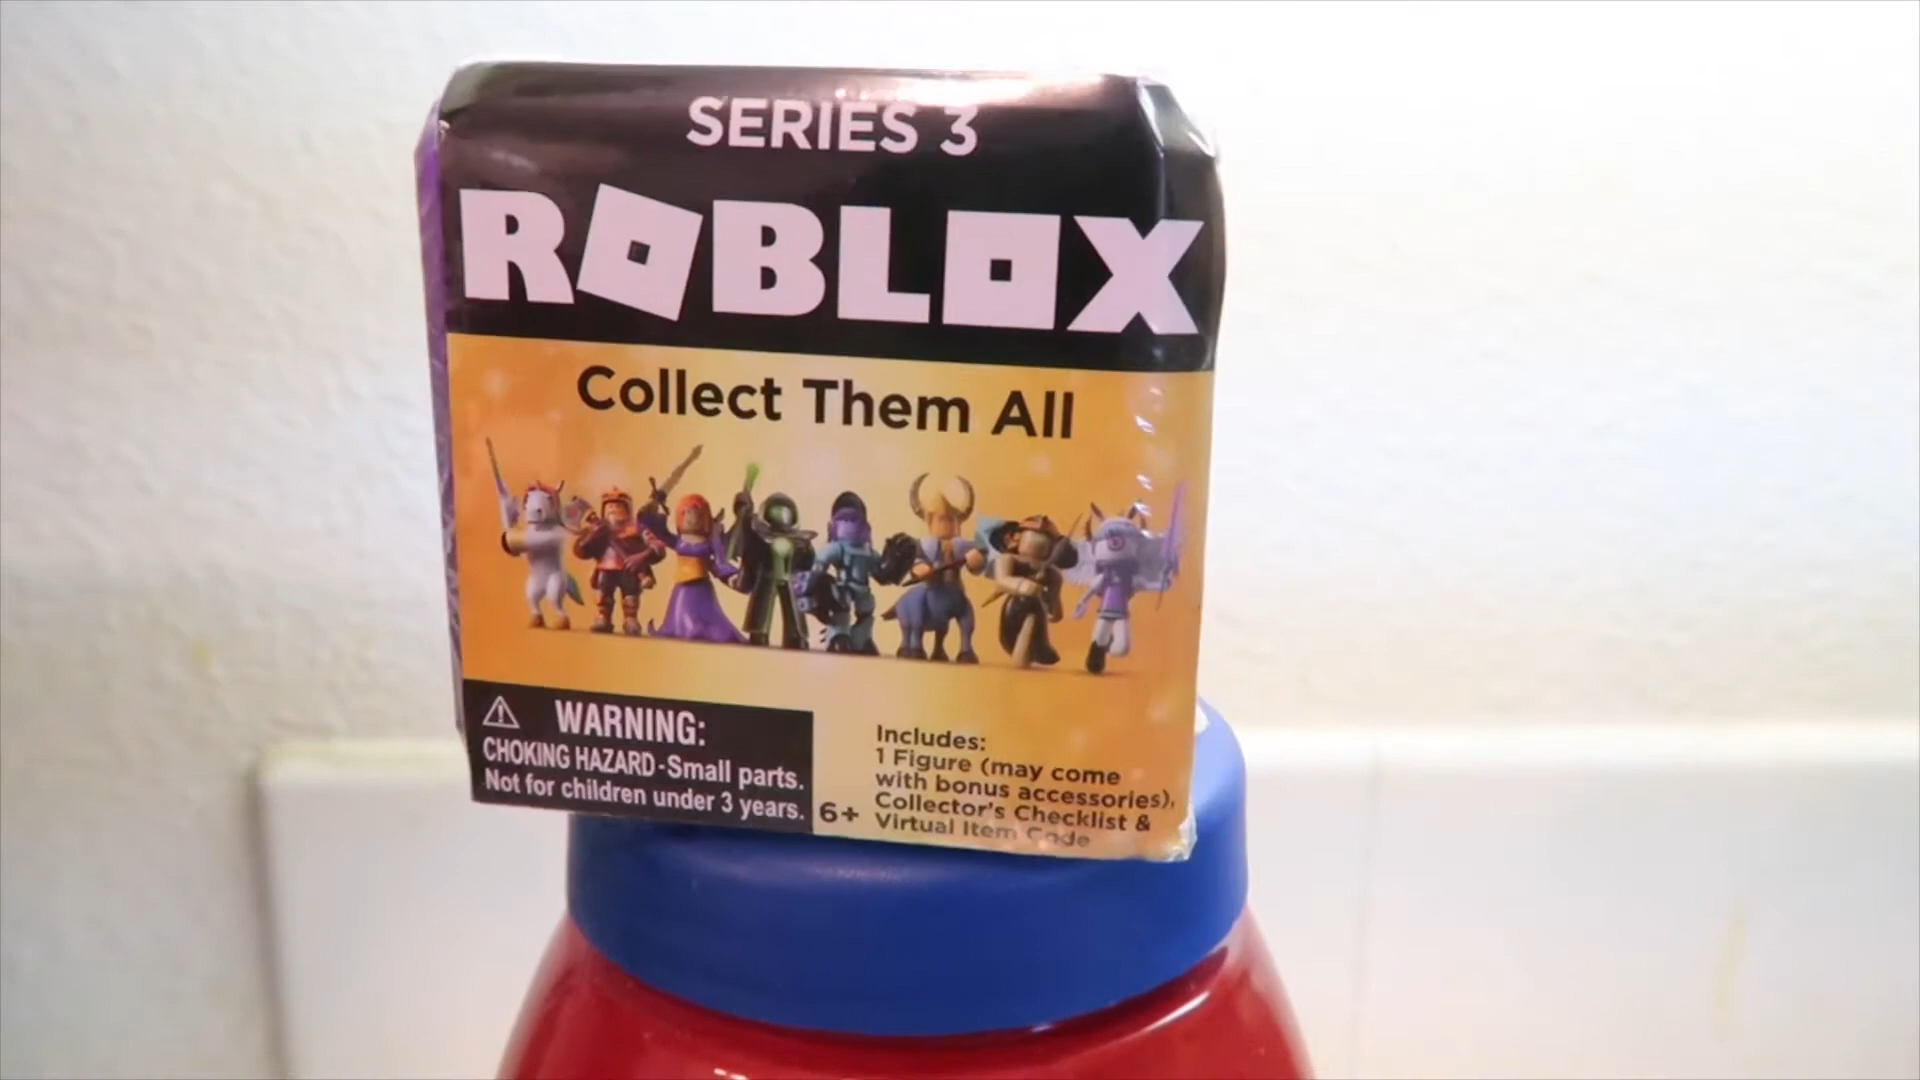 SERIES 3
ROBLOX
Collect Them All
WARNING:
CHOKING HAZARD-Small parts.
Not for children under 3 years.
6+
Includes:
1 Figure (may come
with bonus accessories),
Collector's Checklist &
Virtual Item Code